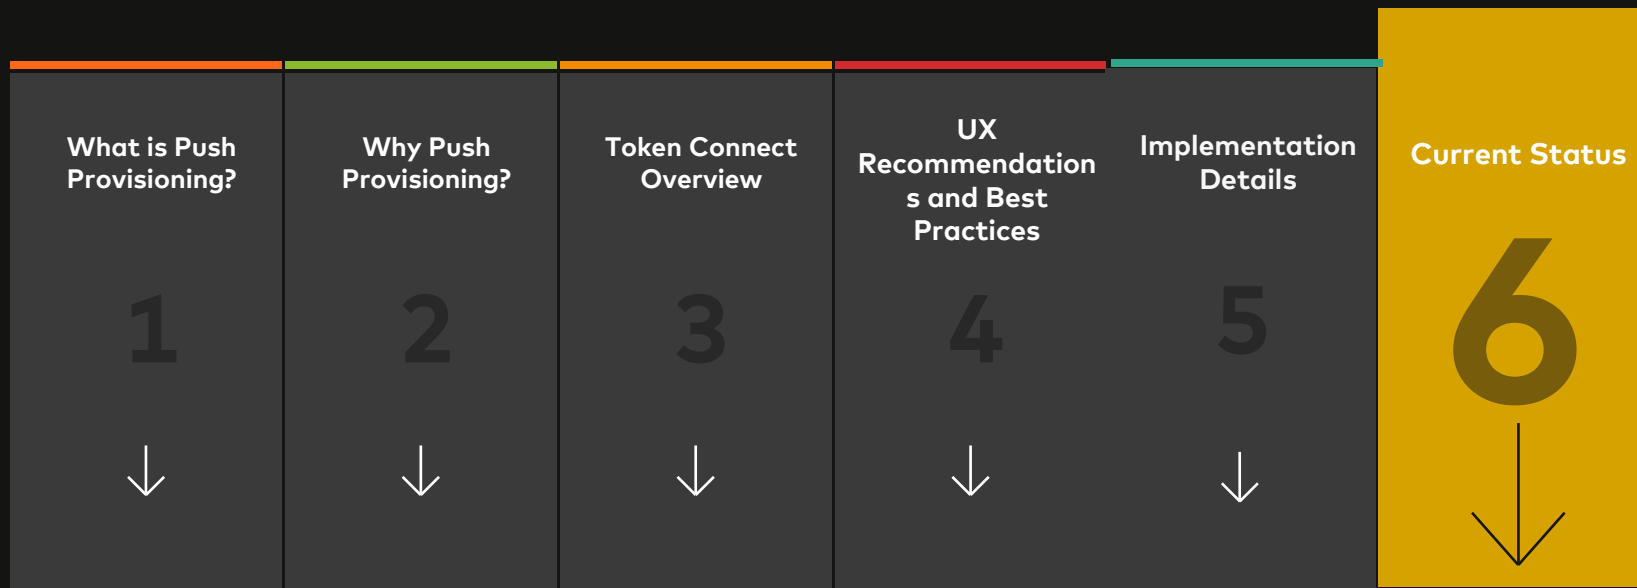 What is Push
Provisioning?
1
Why Push
Provisioning?
2
Token Connect
Overview
3
UX
Recommendation
s and Best
Practices
4
Implementation
Details
5
Current Status
6